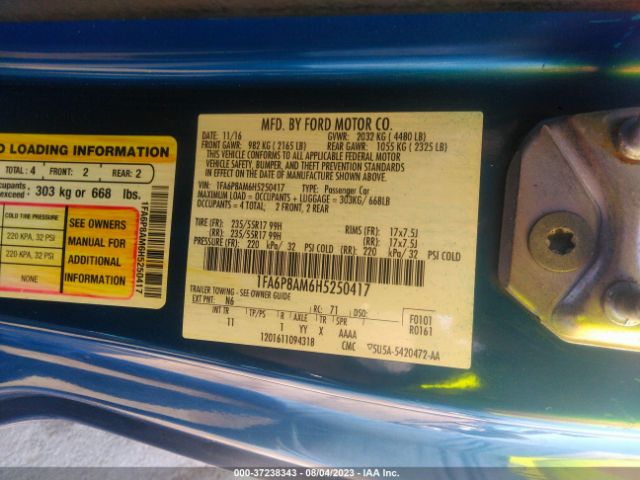 D LOADING INFORMATION
TOTAL: 4 FRONT: 2 REAR: 2
cupants
exceed: 303 kg or 668 lbs.
COLD TIRE PRESSURE
220 KPA, 32 PSI
220 KPA, 32 PSI
NONE
SEE OWNERS
MANUAL FOR
ADDITIONAL
INFORMATION
1FA6P8AM6H5250417
MFD. BY FORD MOTOR CO.
DATE: 11/16 GVWR: 2032 KG ( 4480 LB)
FRONT GAWR: 982 KG ( 2165 LB) REAR GAWR: 1055 KG ( 2325 LB)
THIS VEHICLE CONFORMS TO ALL APPLICABLE FEDERAL MOTOR
VEHICLE SAFETY, BUMPER, AND THEFT PREVENTION STANDARDS
IN EFFECT ON THE DATE OF MANUFACTURE SHOWN ABOVE.
VIN: 1FA6P8AM6H5250417 TYPE: Passenger Car
MAXIMUM LOAD = OCCUPANTS + LUGGAGE = 303KG/ 668LB
OCCUPANTS = 4 TOTAL, 2 FRONT, 2 REAR
TIRE (FR): 235/55R17 99H RIMS (FR): 17x7.5J
(RR): 235/55R17 99H (RR): 17x7.5J
PRESSURE (FR): 220 kPa/ 32 PSI COLD (RR): 220 kPa/ 32 PSI COLD
1FA6P8AM6H5250417
TRAILER TOWING - SEE OWNER GUIDE
EXT PNT: N6 RC: 71 DSO: F0101
INT TR TP/PS R AXLE TR SPR R0161
11 1 YY X AAAA
1201611094318 CMC ▽5U5A-5420472-AA
000-37238343 - 08/04/2023 - IAA Inc.